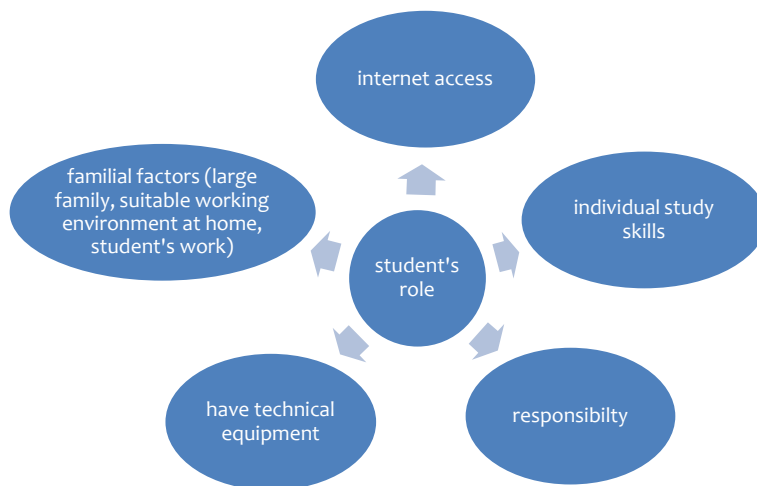 internet access
familial factors (large
family, suitable working
environment at home,
student's work)
individual study
skills
student's
role
have technical
equipment
responsibilty